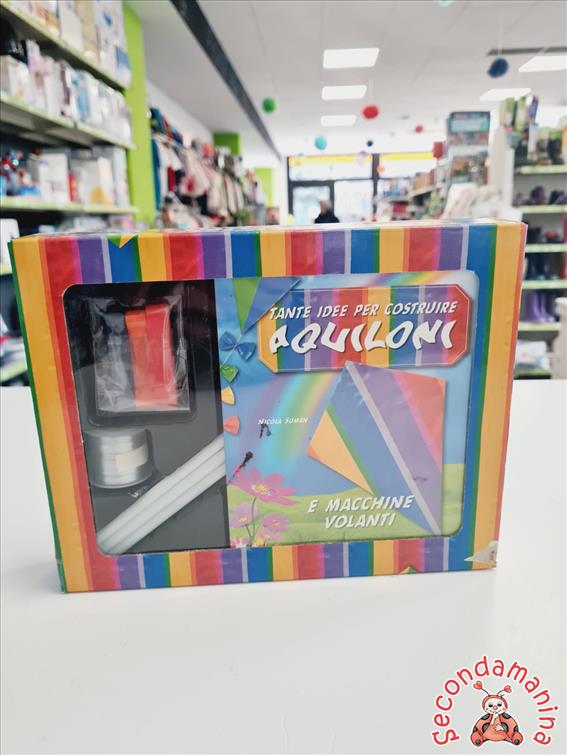 TANTE IDEE PER COSTRUIRE
AQUILONI
NICOLA SUMAN
E MACCHINE
VOLANTI
Secondamanina